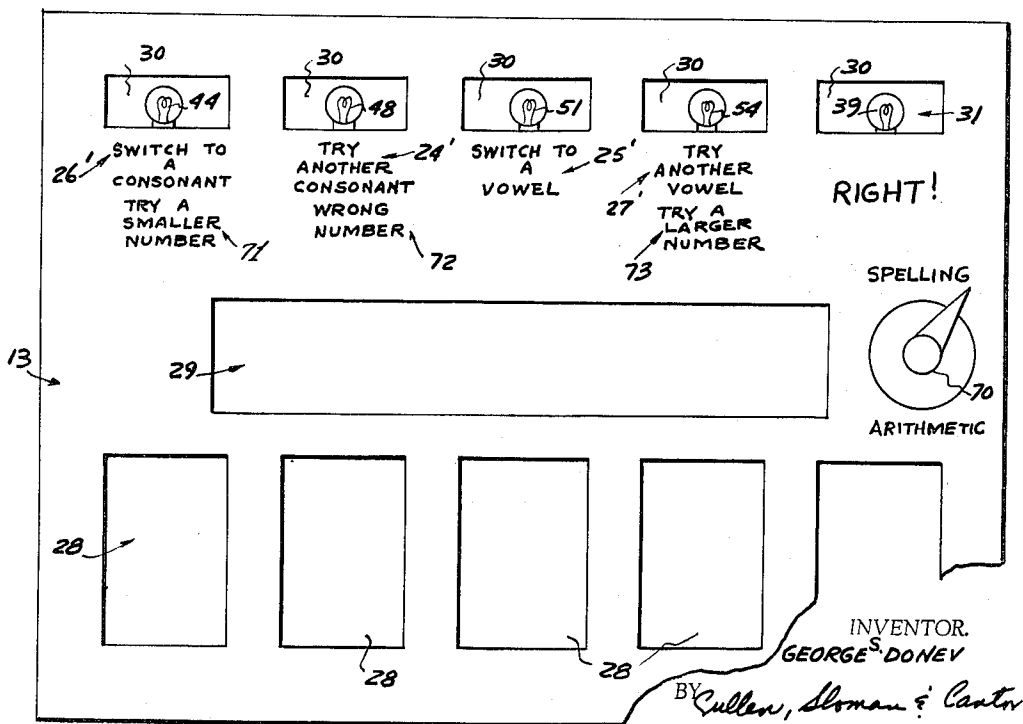 30 30 30 30 30
44 48 51 54 39 31
26' SWITCH TO
A
CONSONANT
TRY A
SMALLER
NUMBER 71
TRY
ANOTHER 24'
CONSONANT
WRONG
NUMBER
72
SWITCH TO 25'
A
VOWEL
TRY
ANOTHER
VOWEL
27'
TRY A
LARGER
NUMBER
73
RIGHT!
SPELLING
70
ARITHMETIC
13
29
28
28
28
INVENTOR.
GEORGE S. DONEV
BY Cullen, Sloman & Cantor